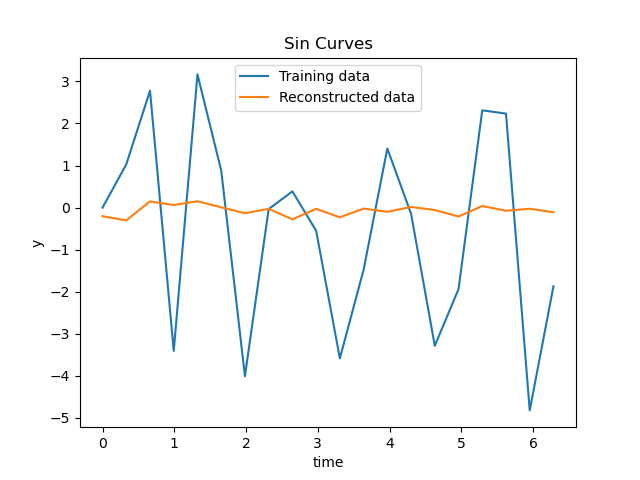 Sin Curves
Training data
Reconstructed data
3
2
1
0
−1
−2
−3
−4
−5
y
0 1 2 3 4 5 6
time